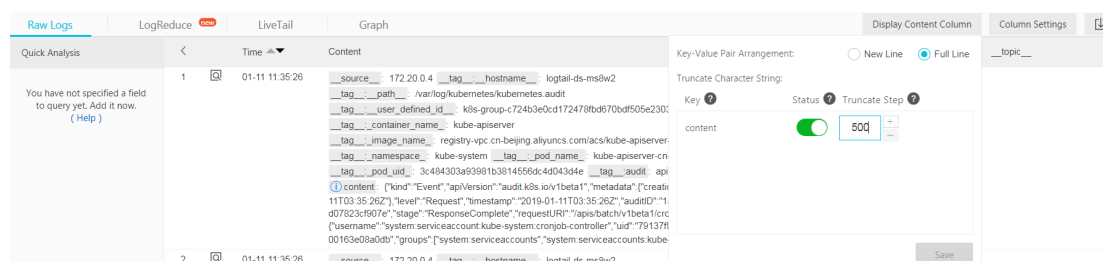 Raw Logs
LogReduce new
LiveTail
Graph
Display Content Column
Column Settings
Quick Analysis
You have not specified a field
to query yet. Add it now.
( Help )
<
Time
Content
1
01-11 11:35:26
__source__: 172.20.0.4 __tag__:__hostname__: logtail-ds-ms8w2
__tag__:__path__: /var/log/kubernetes/kubernetes.audit
__tag__:__user_defined_id__: k8s-group-c724b3e0cd172478fbd670bdf505e2303
__tag__:_container_name_: kube-apiserver
__tag__:_image_name_: registry-vpc.cn-beijing.aliyuncs.com/acs/kube-apiserver-
__tag__:_namespace_: kube-system __tag__:_pod_name_: kube-apiserver-cn
__tag__:_pod_uid_: 3c484303a93981b3814556dc4d043d4e __tag__:audit: api
content: {"kind":"Event","apiVersion":"audit.k8s.io/v1beta1","metadata":{"creatio
11T03:35:26Z"},"level":"Request","timestamp":"2019-01-11T03:35:26Z","auditID":"1
d07823cf907e","stage":"ResponseComplete","requestURI":"/apis/batch/v1beta1/cro
{"username":"system:serviceaccount:kube-system:cronjob-controller","uid":"79137f9
00163e08a0db","groups":["system:serviceaccounts","system:serviceaccounts:kube-
2
01-11 11:35:26
__source__: 172.20.0.4 __tag__:__hostname__: logtail-ds-ms8w2
Key-Value Pair Arrangement:
New Line
Full Line
Truncate Character String:
Key
Status
Truncate Step
content
500
Save
__topic__